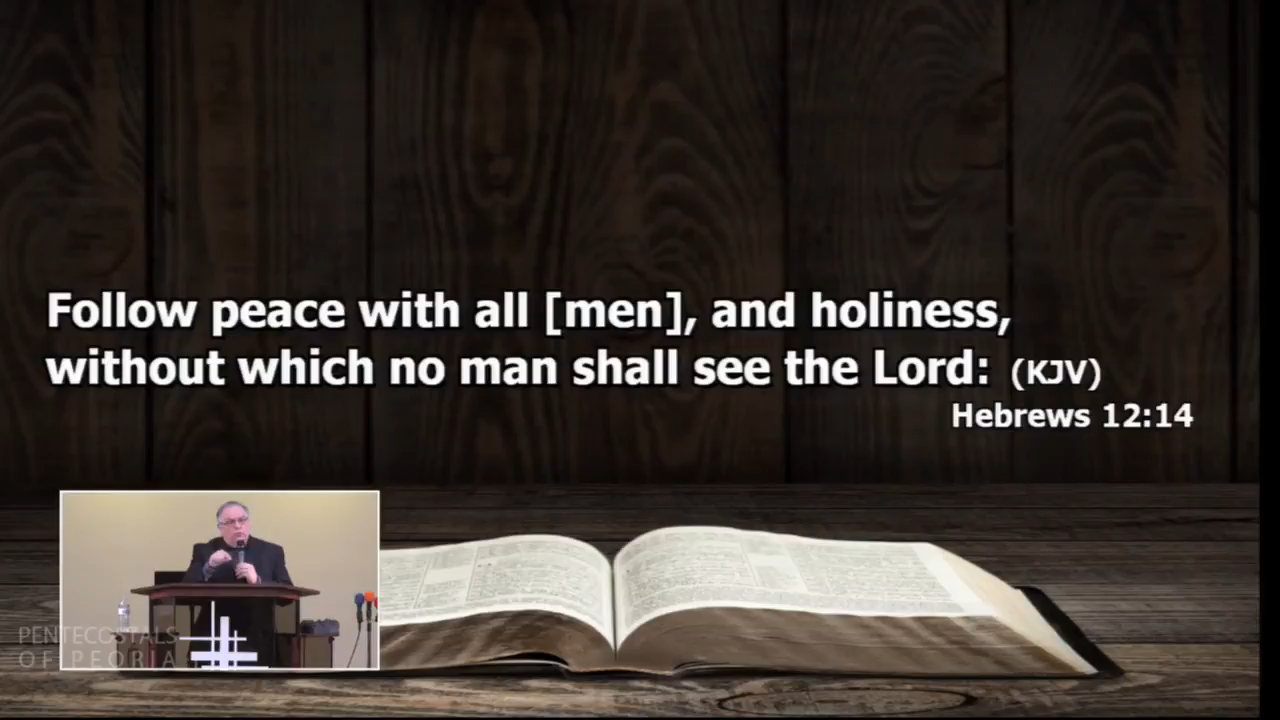 Follow peace with all [men], and holiness,
without which no man shall see the Lord: (KJV)
Hebrews 12:14
PENTECOSTALS
OF PEORIA